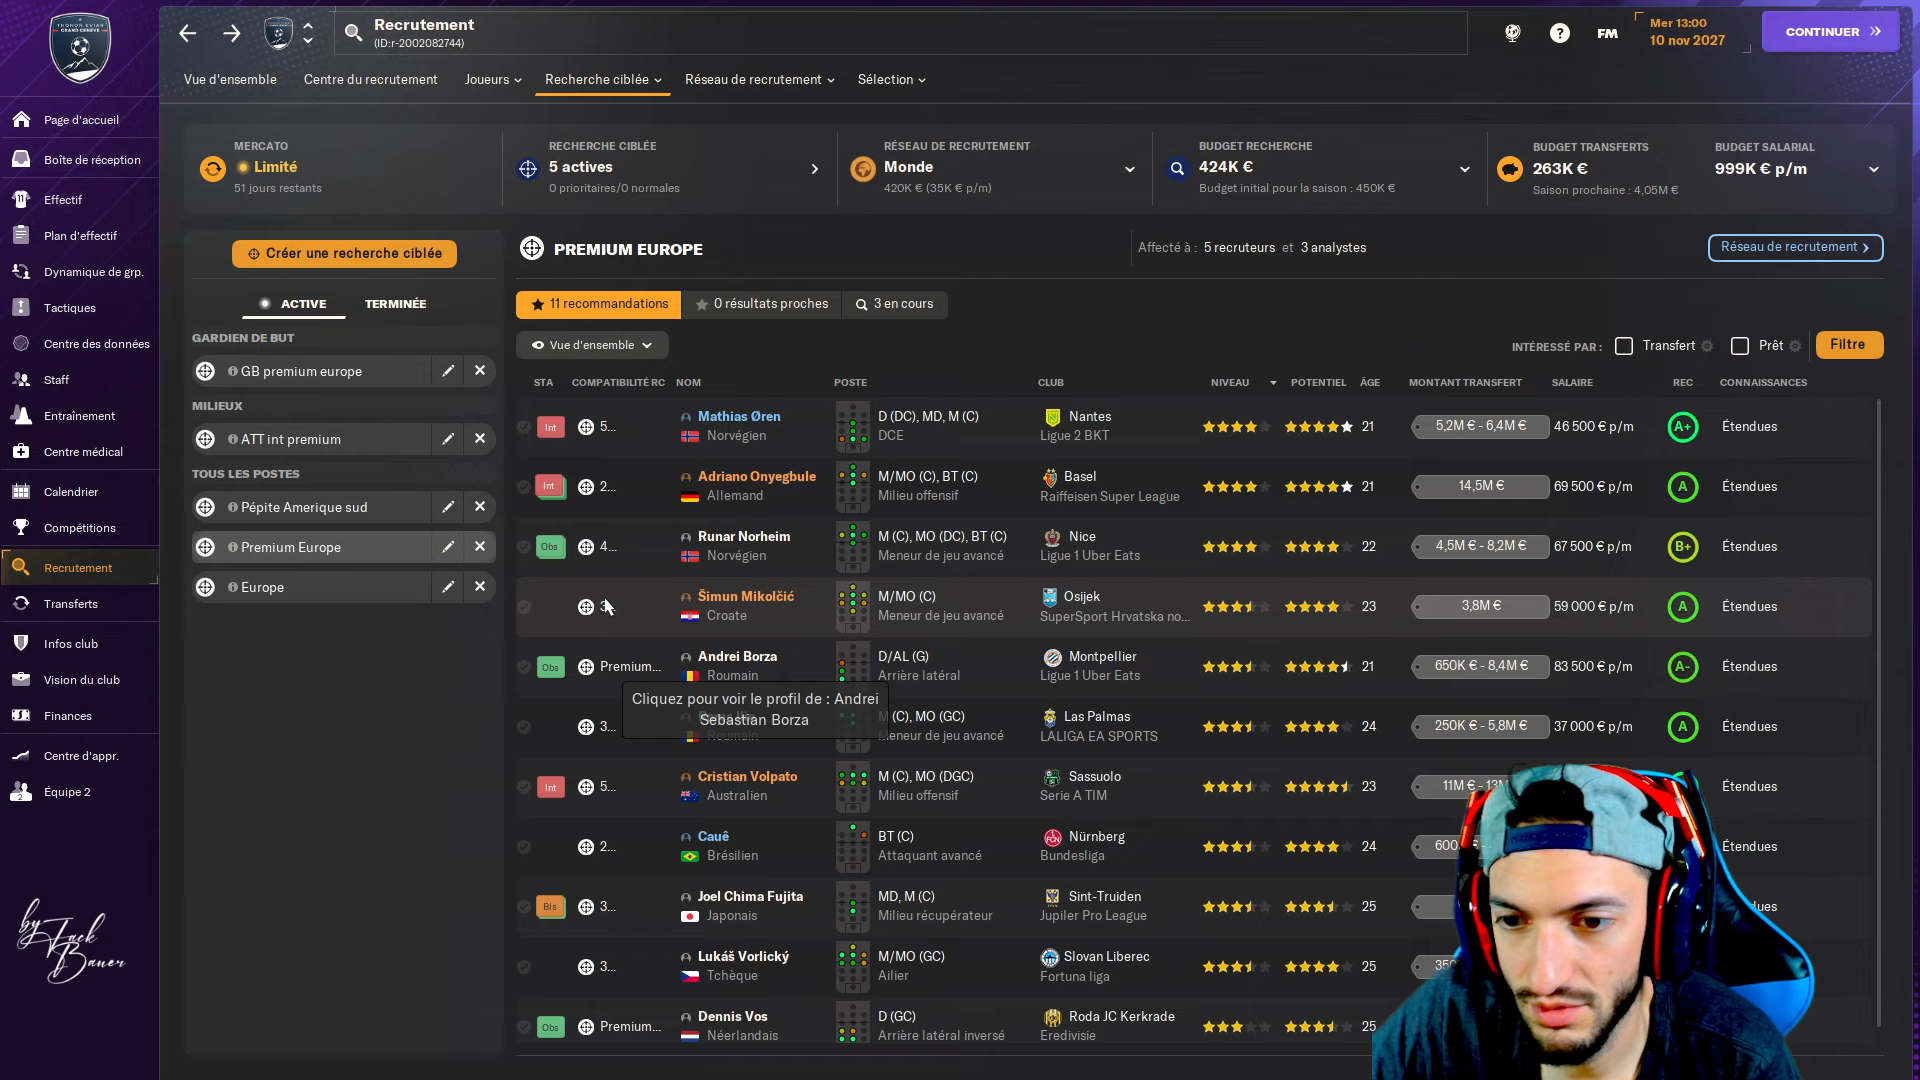 Recrutement
(ID:r-2002082744)
FM
Mer 13:00
10 nov 2027
CONTINUER
Vue d'ensemble
Centre du recrutement
Joueurs
Recherche ciblée
Réseau de recrutement
Sélection
Page d'accueil
Boîte de réception
Effectif
Plan d'effectif
Dynamique de grp.
Tactiques
Centre des données
Staff
Entraînement
Centre médical
Calendrier
Compétitions
Recrutement
Transferts
Infos club
Vision du club
Finances
Centre d'appr.
Équipe 2
2
by Jack Bauer
MERCATO
Limité
51 jours restants
RECHERCHE CIBLÉE
5 actives
0 prioritaires/0 normales
RÉSEAU DE RECRUTEMENT
Monde
420K € (35K € p/m)
BUDGET RECHERCHE
424K €
Budget initial pour la saison : 450K €
BUDGET TRANSFERTS
263K €
Saison prochaine : 4,05M €
BUDGET SALARIAL
999K € p/m
Créer une recherche ciblée
ACTIVE
TERMINÉE
GARDIEN DE BUT
GB premium europe
MILIEUX
ATT int premium
TOUS LES POSTES
Pépite Amerique sud
Premium Europe
Europe
PREMIUM EUROPE
Affecté à : 5 recruteurs et 3 analystes
Réseau de recrutement
11 recommandations
0 résultats proches
3 en cours
Vue d'ensemble
INTÉRESSÉ PAR :
Transfert
Prêt
Filtre
STA COMPATIBILITÉ RC NOM POSTE CLUB NIVEAU POTENTIEL ÂGE MONTANT TRANSFERT SALAIRE REC CONNAISSANCES
Int 5... Mathias Øren D (DC), MD, M (C) Nantes 21 5,2M € - 6,4M € 46 500 € p/m A+ Étendues
Norvégien DCE Ligue 2 BKT
Int 2... Adriano Onyegbule M/MO (C), BT (C) Basel 21 14,5M € 69 500 € p/m A Étendues
Allemand Milieu offensif Raiffeisen Super League
Obs 4... Runar Norheim M (C), MO (DC), BT (C) Nice 22 4,5M € - 8,2M € 67 500 € p/m B+ Étendues
Norvégien Meneur de jeu avancé Ligue 1 Uber Eats
Šimun Mikolčić M/MO (C) Osijek 23 3,8M € 59 000 € p/m A Étendues
Croate Meneur de jeu avancé SuperSport Hrvatska no...
Obs Premium... Andrei Borza D/AL (G) Montpellier 21 650K € - 8,4M € 83 500 € p/m A- Étendues
Roumain Arrière latéral Ligue 1 Uber Eats
Cliquez pour voir le profil de : Andrei
Sebastian Borza
3... (C), MO (GC) Las Palmas 24 250K € - 5,8M € 37 000 € p/m A Étendues
Roumain Meneur de jeu avancé LALIGA EA SPORTS
Int 5... Cristian Volpato M (C), MO (DGC) Sassuolo 23 11M € - Étendues
Australien Milieu offensif Serie A TIM
2... Cauê BT (C) Nürnberg 24 Étendues
Brésilien Attaquant avancé Bundesliga
Bls 3... Joel Chima Fujita MD, M (C) Sint-Truiden 25
Japonais Milieu récupérateur Jupiler Pro League
3... Lukáš Vorlický M/MO (GC) Slovan Liberec 25 Étendues
Tchèque Ailier Fortuna liga
Obs Premium... Dennis Vos D (GC) Roda JC Kerkrade 25 Étendues
Néerlandais Arrière latéral inversé Eredivisie